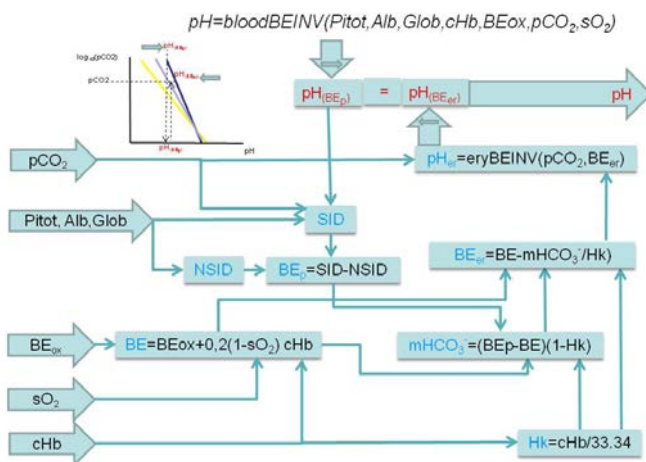 pH=bloodBEINV(Pitot,Alb,Glob,cHb,BEox,pCO₂,sO₂)
log₁₀(pCO2)
pCO2
pH
pH(BEp) = pH(BEer) pH
pCO₂
pHer=eryBEINV(pCO₂,BEer)
Pitot, Alb,Glob
SID
NSID
BEp=SID-NSID
BEer=BE-mHCO₃⁻/Hk)
BEox
BE=BEox+0,2(1-sO₂) cHb
mHCO₃⁻=(BEp-BE)(1-Hk)
sO₂
cHb
Hk=cHb/33.34